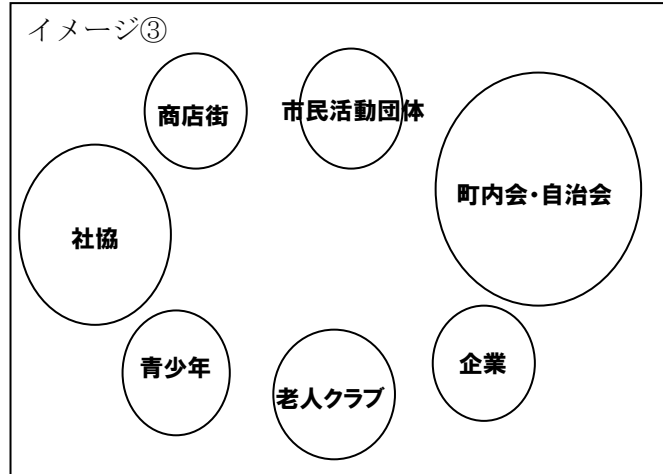 イメージ③
商店街
市民活動団体
町内会・自治会
社協
青少年
老人クラブ
企業